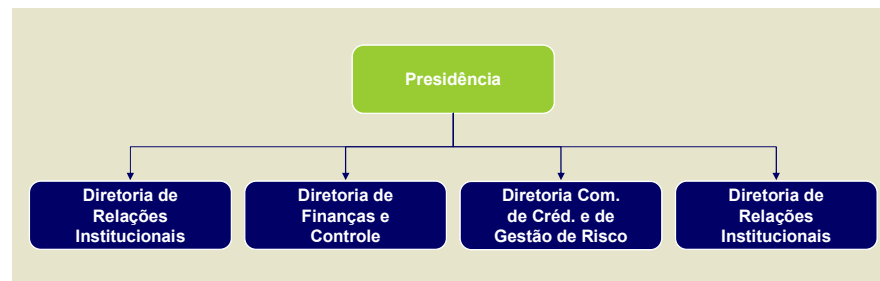 Presidência
Diretoria de
Relações
Institucionais
Diretoria de
Finanças e
Controle
Diretoria Com.
de Créd. e de
Gestão de Risco
Diretoria de
Relações
Institucionais